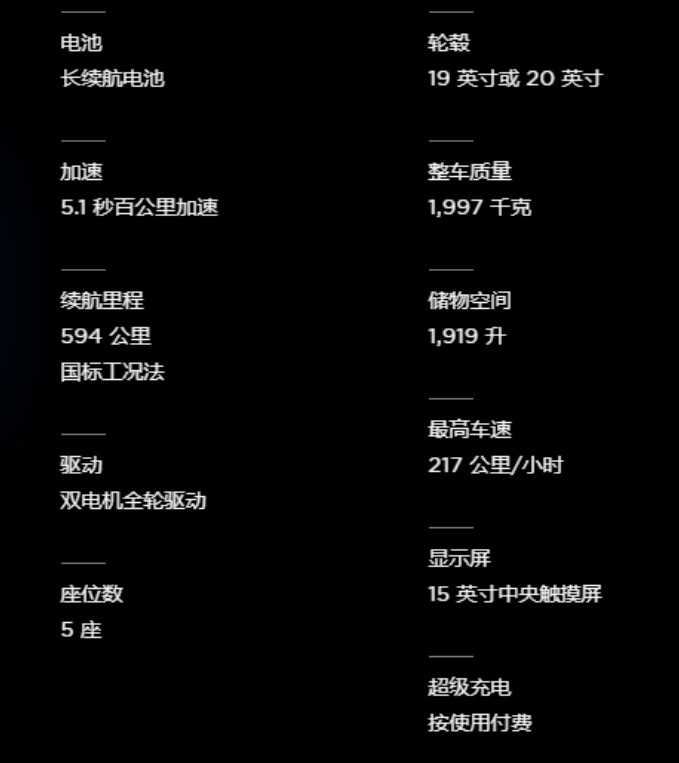 电池
长续航电池
加速
5.1 秒百公里加速
续航里程
594 公里
国标工况法
驱动
双电机全轮驱动
座位数
5 座
轮毂
19 英寸或 20 英寸
整车质量
1,997 千克
储物空间
1,919 升
最高车速
217 公里/小时
显示屏
15 英寸中央触摸屏
超级充电
按使用付费